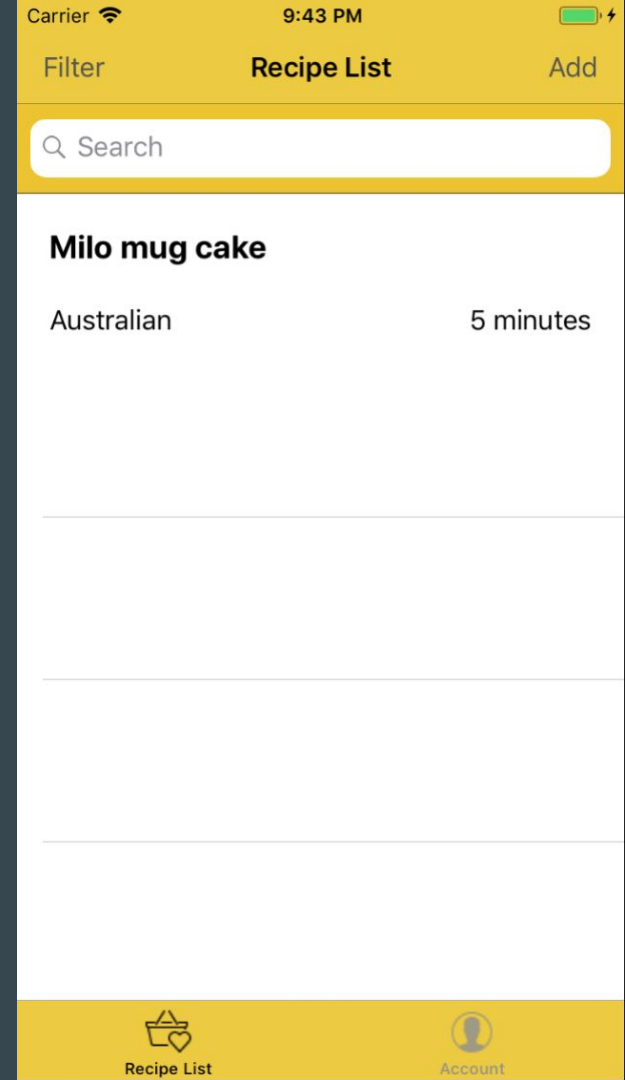 Carrier 9:43 PM
Filter Recipe List Add
Search
Milo mug cake
Australian 5 minutes
Recipe List Account